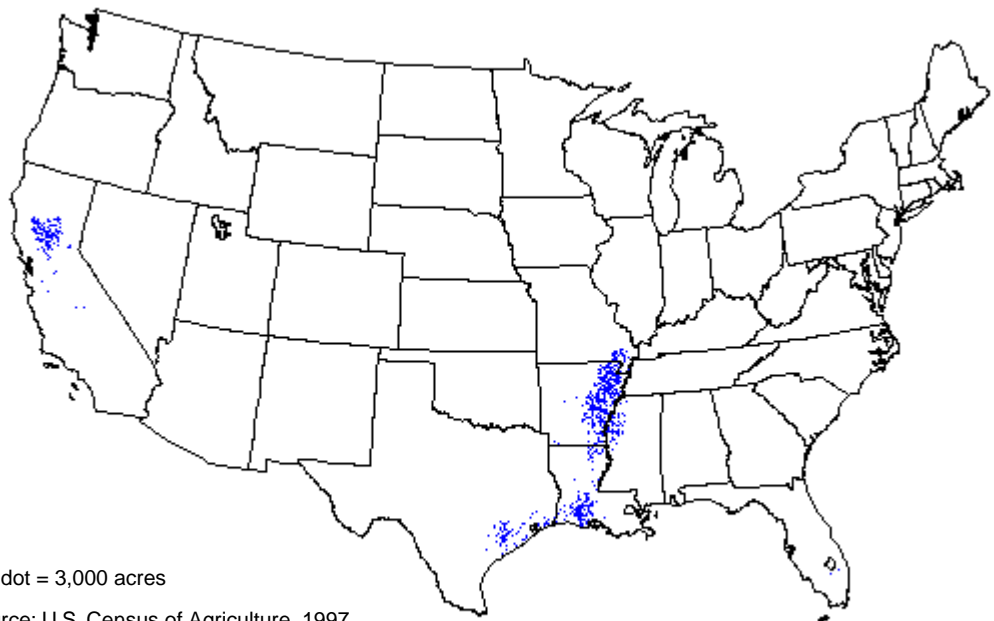 dot = 3,000 acres
rce: U.S. Census of Agriculture, 1997